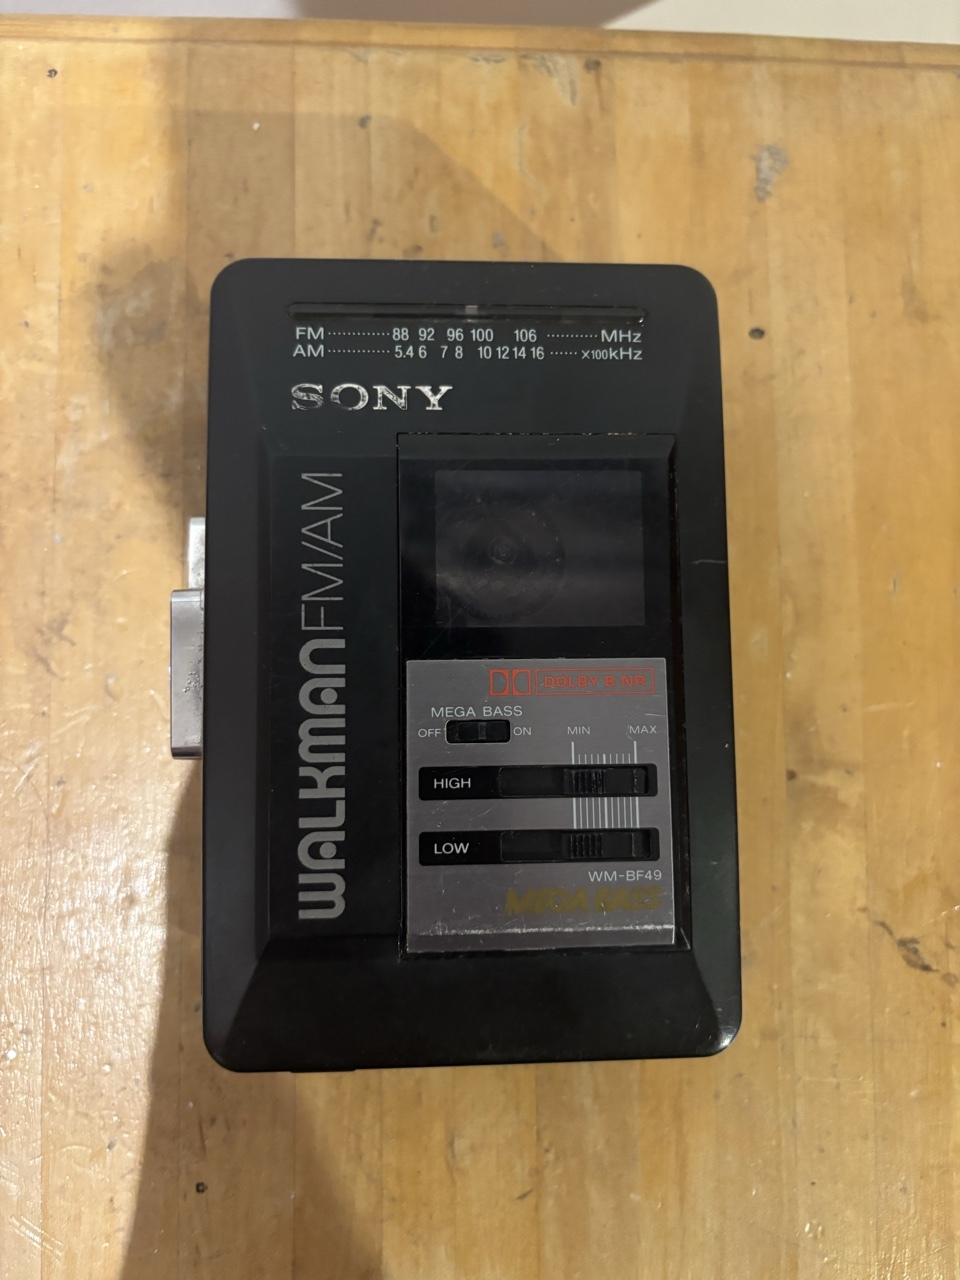 FM ············ 88 92 96 100 106 ·········· MHz
AM ············ 5.4 6 7 8 10 12 14 16 ······ x100kHz
SONY
WALKMAN FM/AM
DOLBY B NR
MEGA BASS
OFF ON
MIN MAX
HIGH
LOW
WM-BF49
MEGA BASS